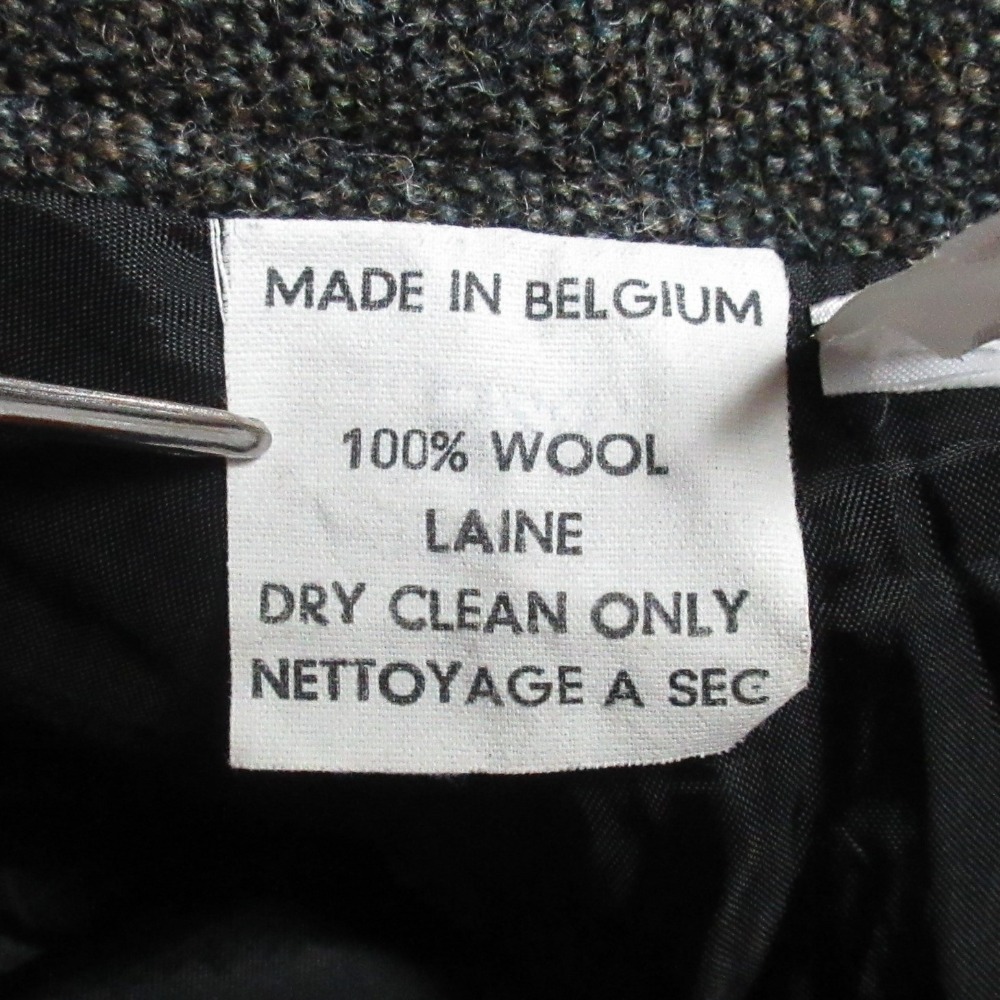 MADE IN BELGIUM
100% WOOL
LAINE
DRY CLEAN ONLY
NETTOYAGE A SEC